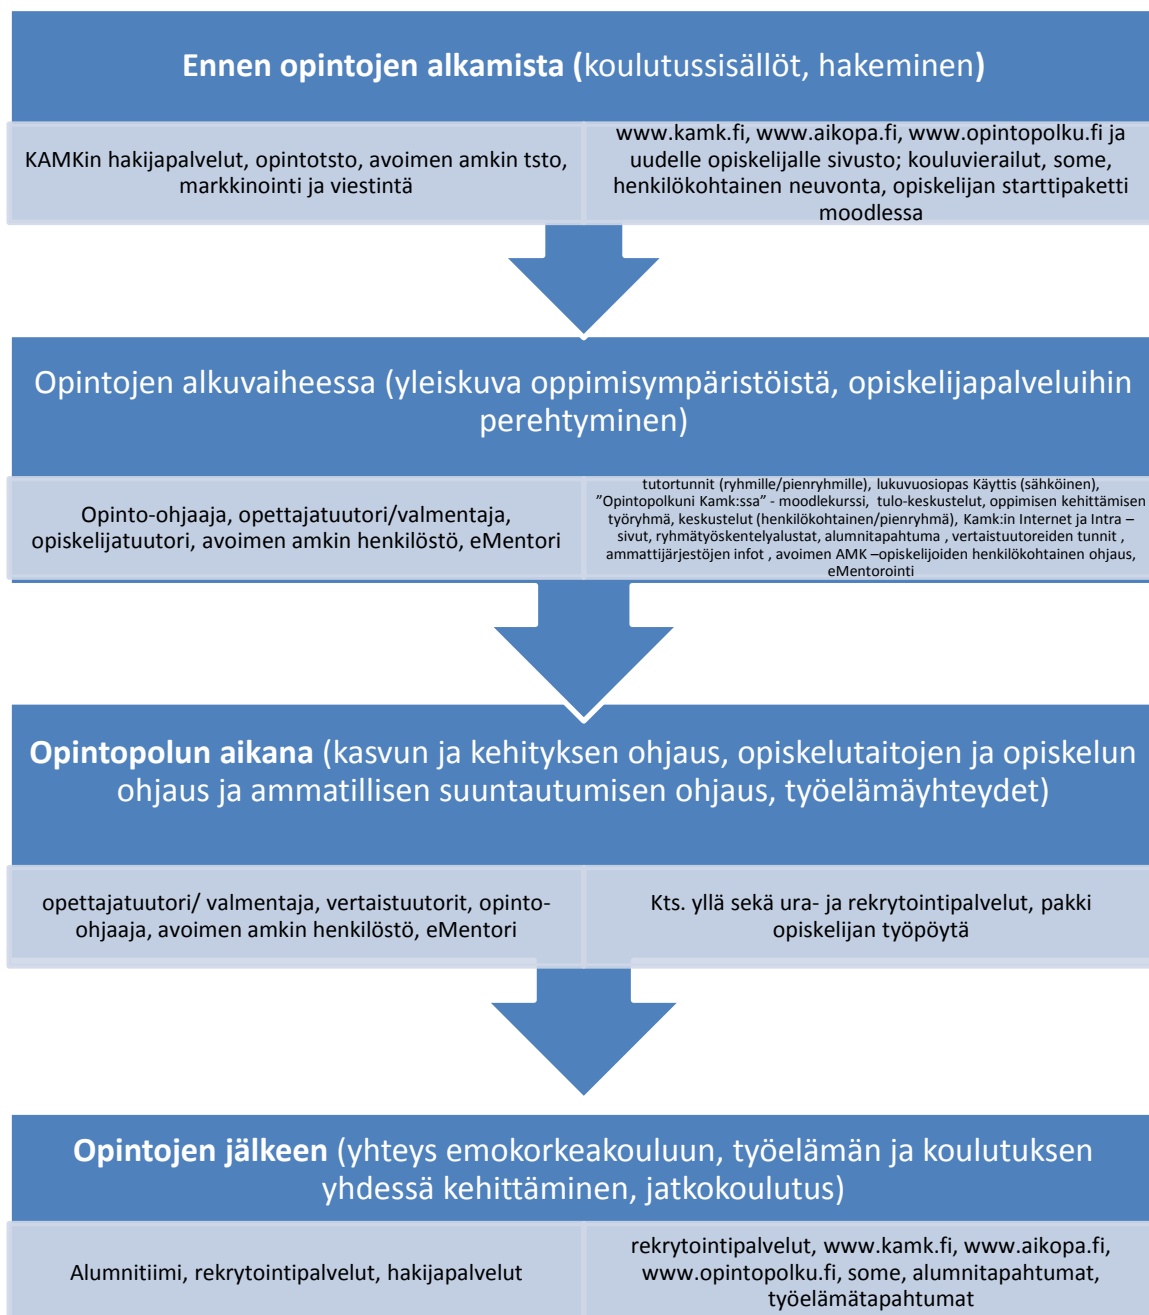 Ennen opintojen alkamista (koulutussisällöt, hakeminen)
KAMKin hakijapalvelut, opintotsto, avoimen amkin tsto,
markkinointi ja viestintä
www.kamk.fi, www.aikopa.fi, www.opintopolku.fi ja
uudelle opiskelijalle sivusto; kouluvierailut, some,
henkilökohtainen neuvonta, opiskelijan starttipaketti
moodlessa
Opintojen alkuvaiheessa (yleiskuva oppimisympäristöistä, opiskelijapalveluihin
perehtyminen)
Opinto-ohjaaja, opettajatuutori/valmentaja,
opiskelijatuutori, avoimen amkin henkilöstö, eMentori
tutortunnit (ryhmille/pienryhmille), lukuvuosiopas Käyttis (sähköinen),
”Opintopolkuni Kamk:ssa” - moodlekurssi, tulo-keskustelut, oppimisen kehittämisen
työryhmä, keskustelut (henkilökohtainen/pienryhmä), Kamk:in Internet ja Intra –
sivut, ryhmätyöskentelyalustat, alumnitapahtuma , vertaistuutoreiden tunnit ,
ammattijärjestöjen infot , avoimen AMK –opiskelijoiden henkilökohtainen ohjaus,
eMentorointi
Opintopolun aikana (kasvun ja kehityksen ohjaus, opiskelutaitojen ja opiskelun
ohjaus ja ammatillisen suuntautumisen ohjaus, työelämäyhteydet)
opettajatuutori/ valmentaja, vertaistuutorit, opinto-
ohjaaja, avoimen amkin henkilöstö, eMentori
Kts. yllä sekä ura- ja rekrytointipalvelut, pakki
opiskelijan työpöytä
Opintojen jälkeen (yhteys emokorkeakouluun, työelämän ja koulutuksen
yhdessä kehittäminen, jatkokoulutus)
Alumnitiimi, rekrytointipalvelut, hakijapalvelut
rekrytointipalvelut, www.kamk.fi, www.aikopa.fi,
www.opintopolku.fi, some, alumnitapahtumat,
työelämätapahtumat